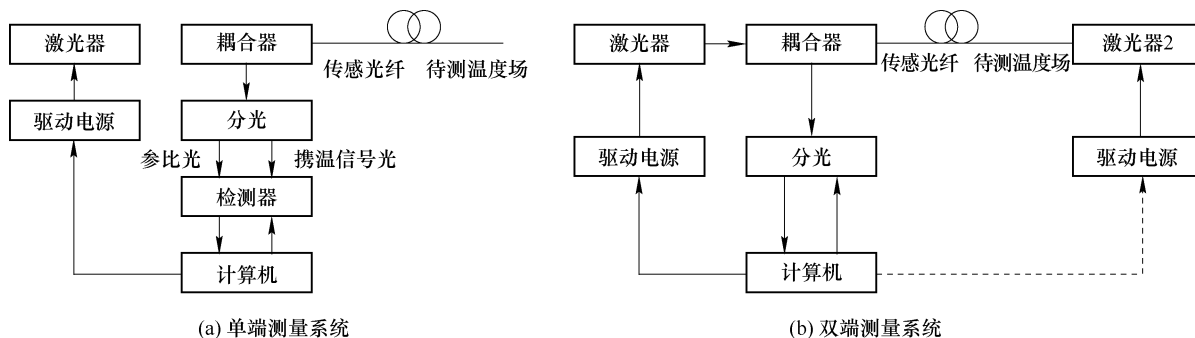 激光器
耦合器
传感光纤 待测温度场
驱动电源
分光
参比光
携温信号光
检测器
计算机
(a) 单端测量系统
激光器
耦合器
激光器2
传感光纤 待测温度场
驱动电源
分光
驱动电源
计算机
(b) 双端测量系统